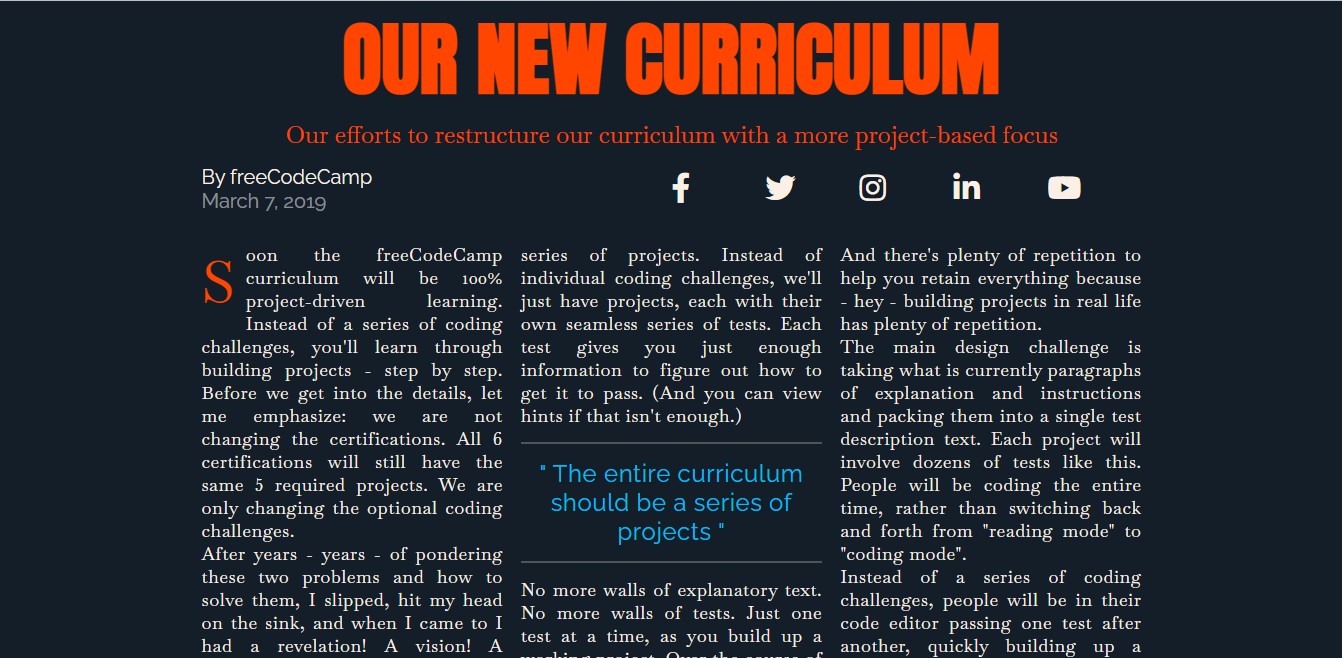 OUR NEW CURRICULUM
Our efforts to restructure our curriculum with a more project-based focus
By freeCodeCamp
March 7, 2019
Soon the freeCodeCamp
curriculum will be 100%
project-driven learning.
Instead of a series of coding
challenges, you'll learn through
building projects - step by step.
Before we get into the details, let
me emphasize: we are not
changing the certifications. All 6
certifications will still have the
same 5 required projects. We are
only changing the optional coding
challenges.
After years - years - of pondering
these two problems and how to
solve them, I slipped, hit my head
on the sink, and when I came to I
had a revelation! A vision! A
series of projects. Instead of
individual coding challenges, we'll
just have projects, each with their
own seamless series of tests. Each
test gives you just enough
information to figure out how to
get it to pass. (And you can view
hints if that isn't enough.)
" The entire curriculum
should be a series of
projects "
No more walls of explanatory text.
No more walls of tests. Just one
test at a time, as you build up a
working project. Over the course of
And there's plenty of repetition to
help you retain everything because
- hey - building projects in real life
has plenty of repetition.
The main design challenge is
taking what is currently paragraphs
of explanation and instructions
and packing them into a single test
description text. Each project will
involve dozens of tests like this.
People will be coding the entire
time, rather than switching back
and forth from "reading mode" to
"coding mode".
Instead of a series of coding
challenges, people will be in their
code editor passing one test after
another, quickly building up a